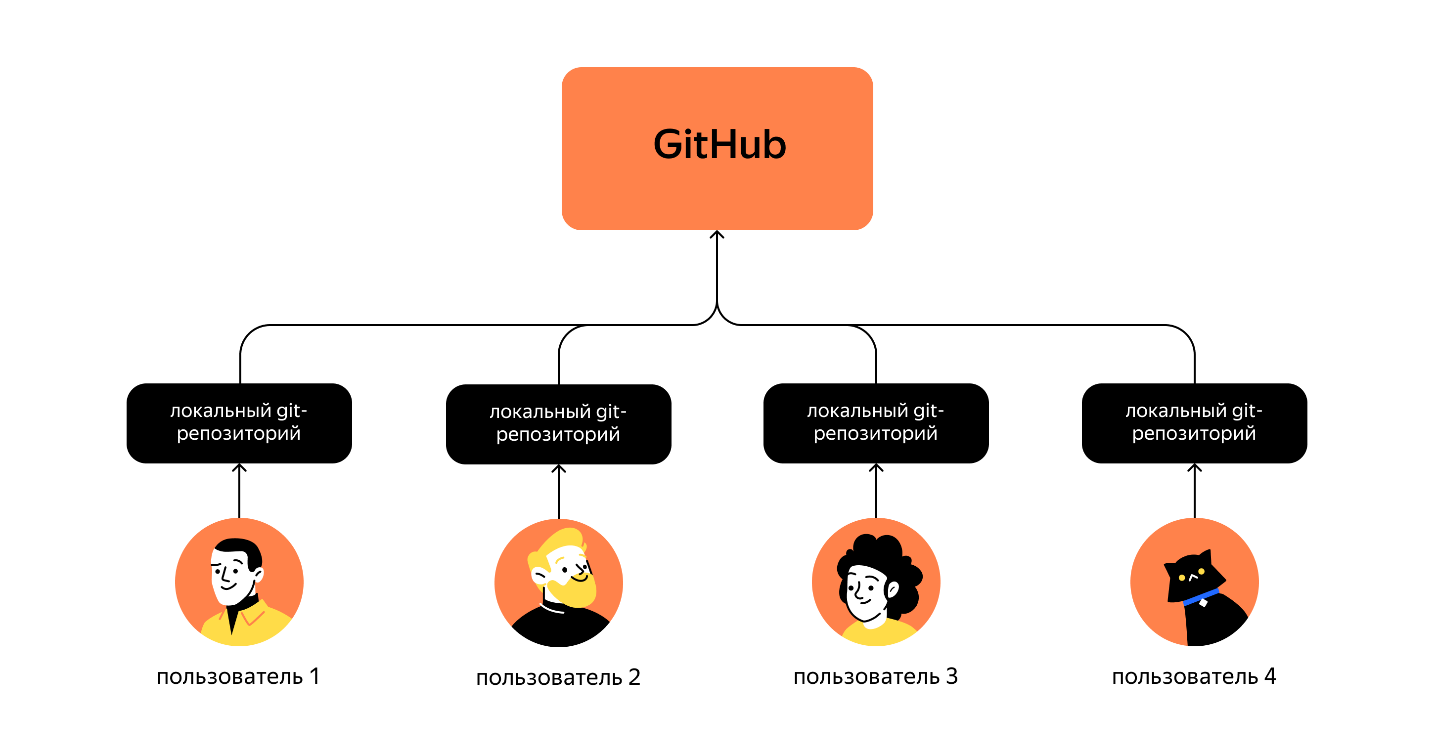 GitHub
локальный git-
репозиторий
локальный git-
репозиторий
локальный git-
репозиторий
локальный git-
репозиторий
пользователь 1
пользователь 2
пользователь 3
пользователь 4